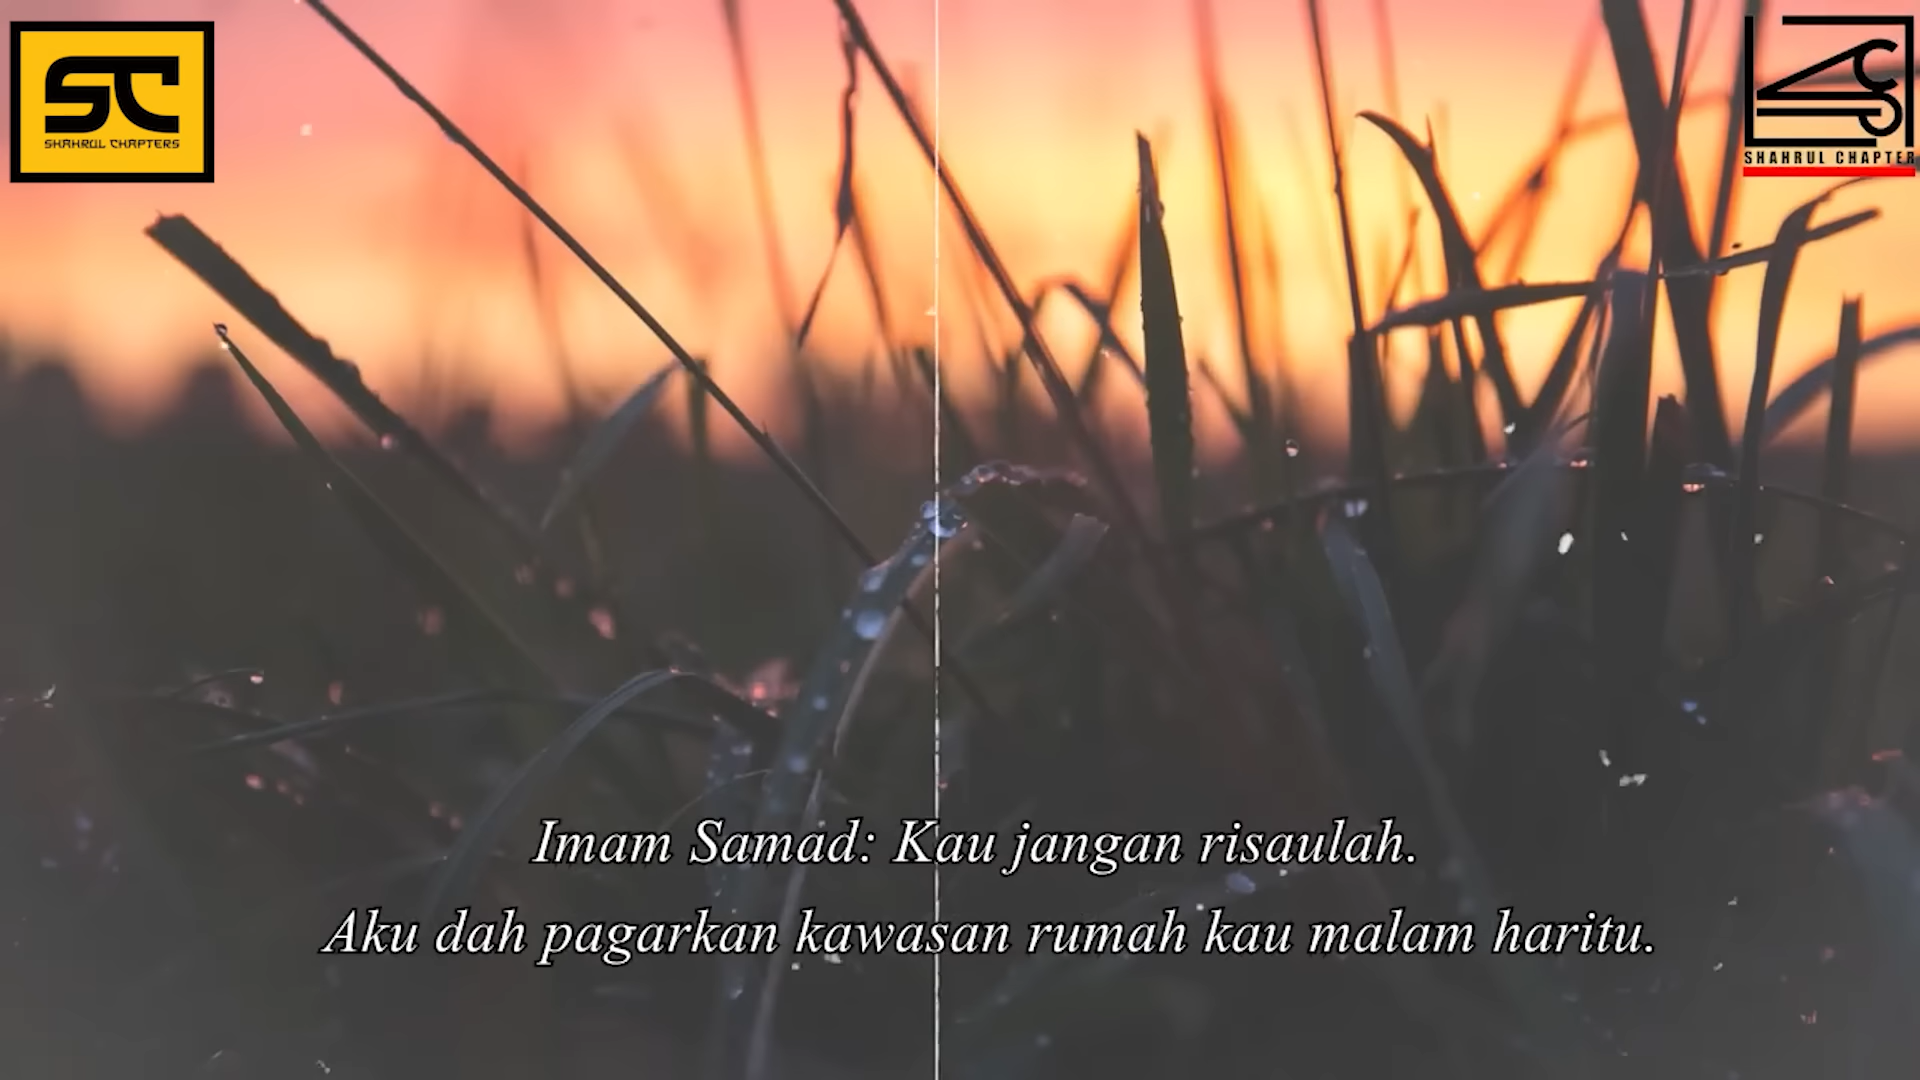 SC
SHAHRUL CHAPTERS
SHAHRUL CHAPTER
Imam Samad: Kau jangan risaulah.
Aku dah pagarkan kawasan rumah kau malam haritu.